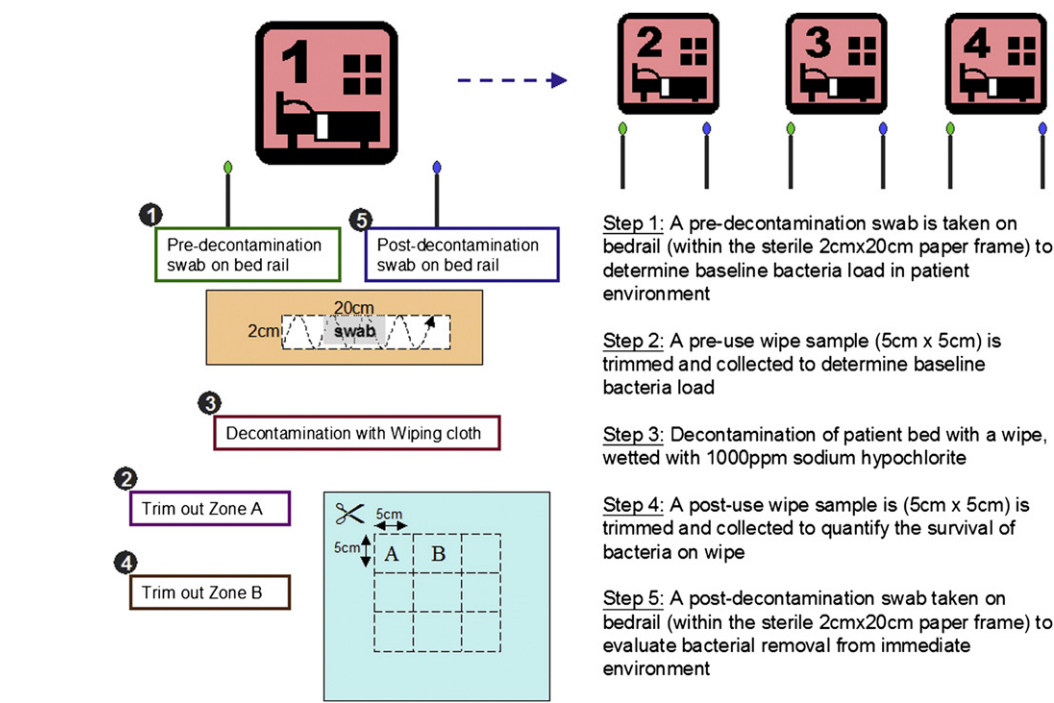 1
2
3
4
1
Pre-decontamination
swab on bed rail
5
Post-decontamination
swab on bed rail
20cm
2cm
swab
3
Decontamination with Wiping cloth
2
Trim out Zone A
4
Trim out Zone B
5cm
5cm
A
B
Step 1: A pre-decontamination swab is taken on
bedrail (within the sterile 2cmx20cm paper frame) to
determine baseline bacteria load in patient
environment
Step 2: A pre-use wipe sample (5cm x 5cm) is
trimmed and collected to determine baseline
bacteria load
Step 3: Decontamination of patient bed with a wipe,
wetted with 1000ppm sodium hypochlorite
Step 4: A post-use wipe sample is (5cm x 5cm) is
trimmed and collected to quantify the survival of
bacteria on wipe
Step 5: A post-decontamination swab taken on
bedrail (within the sterile 2cmx20cm paper frame) to
evaluate bacterial removal from immediate
environment